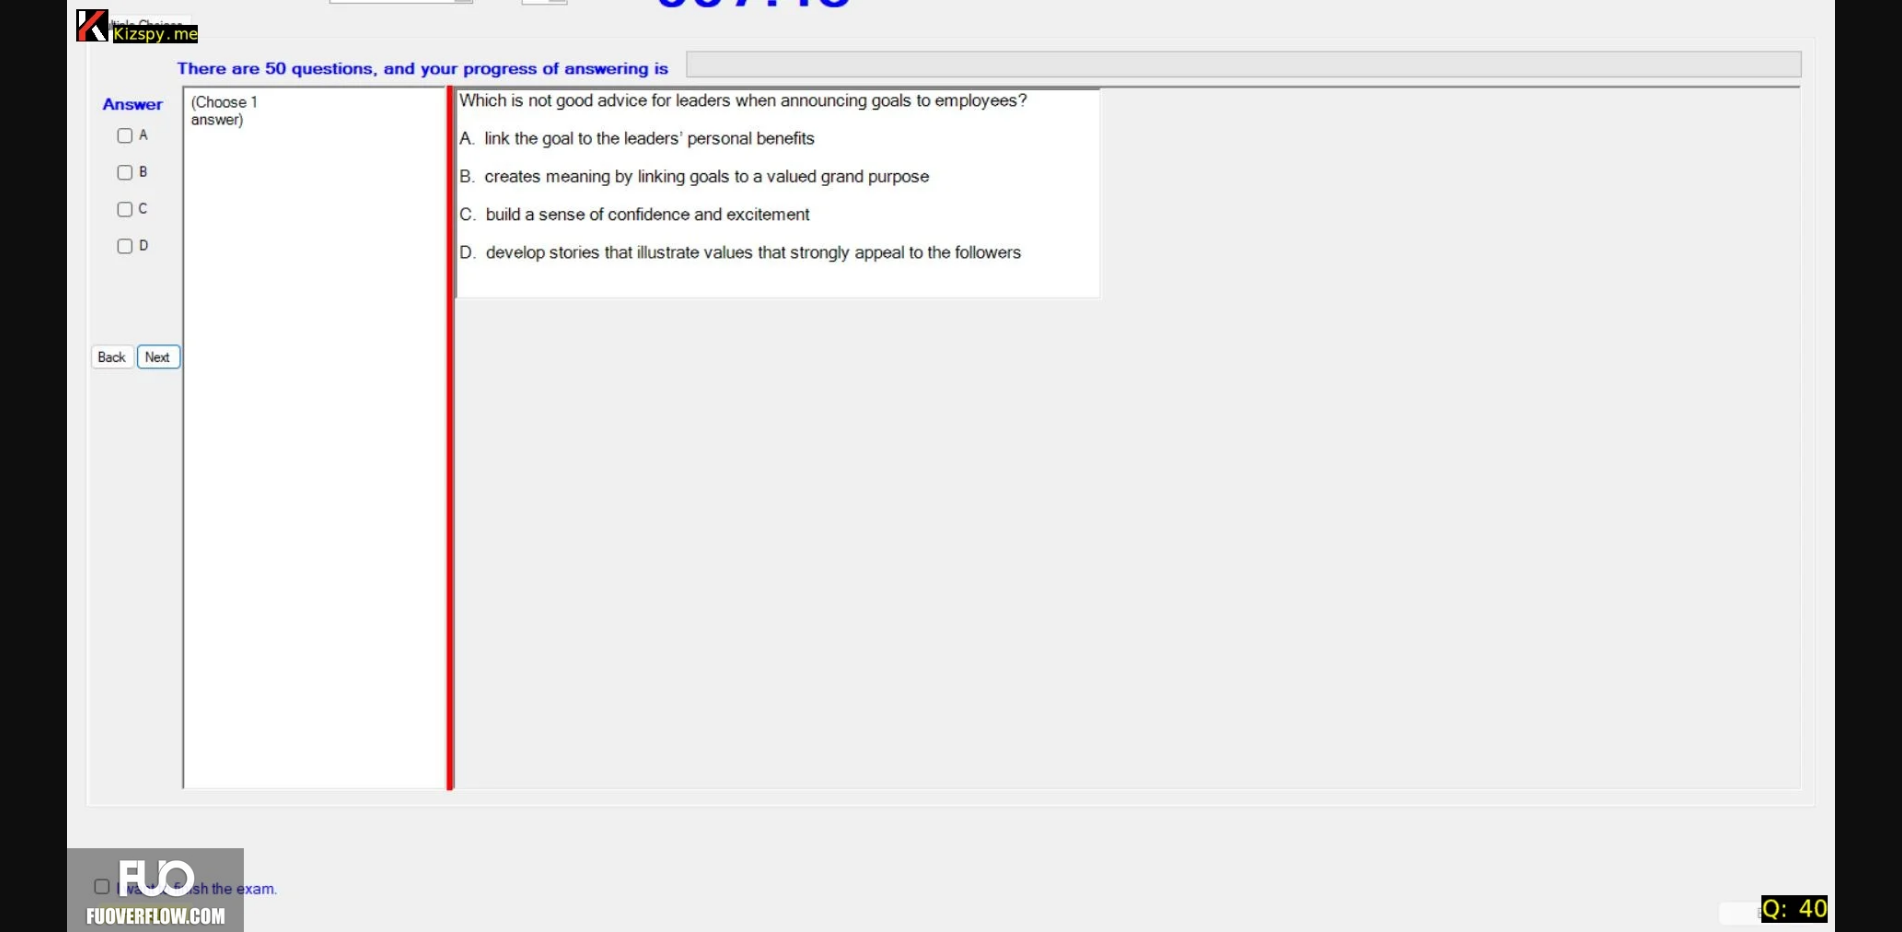 Kizspy.me
There are 50 questions, and your progress of answering is
Answer
(Choose 1
answer)
A
B
C
D
Back
Next
Which is not good advice for leaders when announcing goals to employees?
A. link the goal to the leaders' personal benefits
B. creates meaning by linking goals to a valued grand purpose
C. build a sense of confidence and excitement
D. develop stories that illustrate values that strongly appeal to the followers
FUO
the exam.
FUOVERFLOW.COM
Q: 40